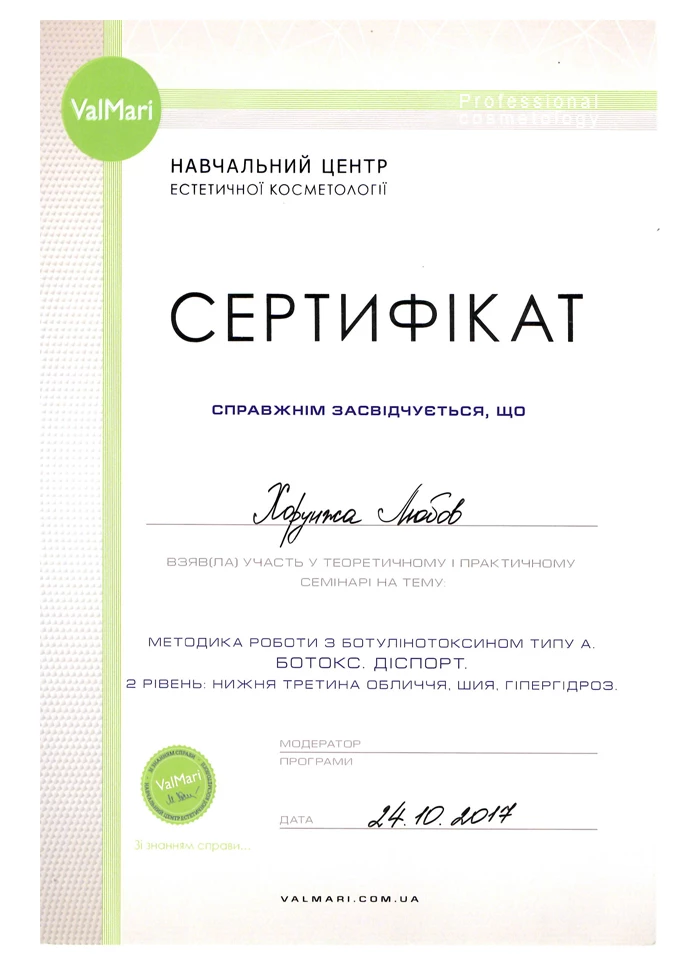 ValMari
Professional
cosmetology
НАВЧАЛЬНИЙ ЦЕНТР
ЕСТЕТИЧНОЇ КОСМЕТОЛОГІЇ
СЕРТИФІКАТ
СПРАВЖНІМ ЗАСВІДЧУЄТЬСЯ, ЩО
Хорунжа Любов
ВЗЯВ(ЛА) УЧАСТЬ У ТЕОРЕТИЧНОМУ І ПРАКТИЧНОМУ
СЕМІНАРІ НА ТЕМУ:
МЕТОДИКА РОБОТИ З БОТУЛІНОТОКСИНОМ ТИПУ А.
БОТОКС. ДІСПОРТ.
2 РІВЕНЬ: НИЖНЯ ТРЕТИНА ОБЛИЧЧЯ, ШИЯ, ГІПЕРГІДРОЗ.
МОДЕРАТОР
ПРОГРАМИ
ЗІ ЗНАННЯМ СПРАВИ
ValMari
НАВЧАЛЬНИЙ ЦЕНТР ЕСТЕТИЧНОЇ
ДАТА 24.10.2017
Зі знанням справи...
VALMARI.COM.UA